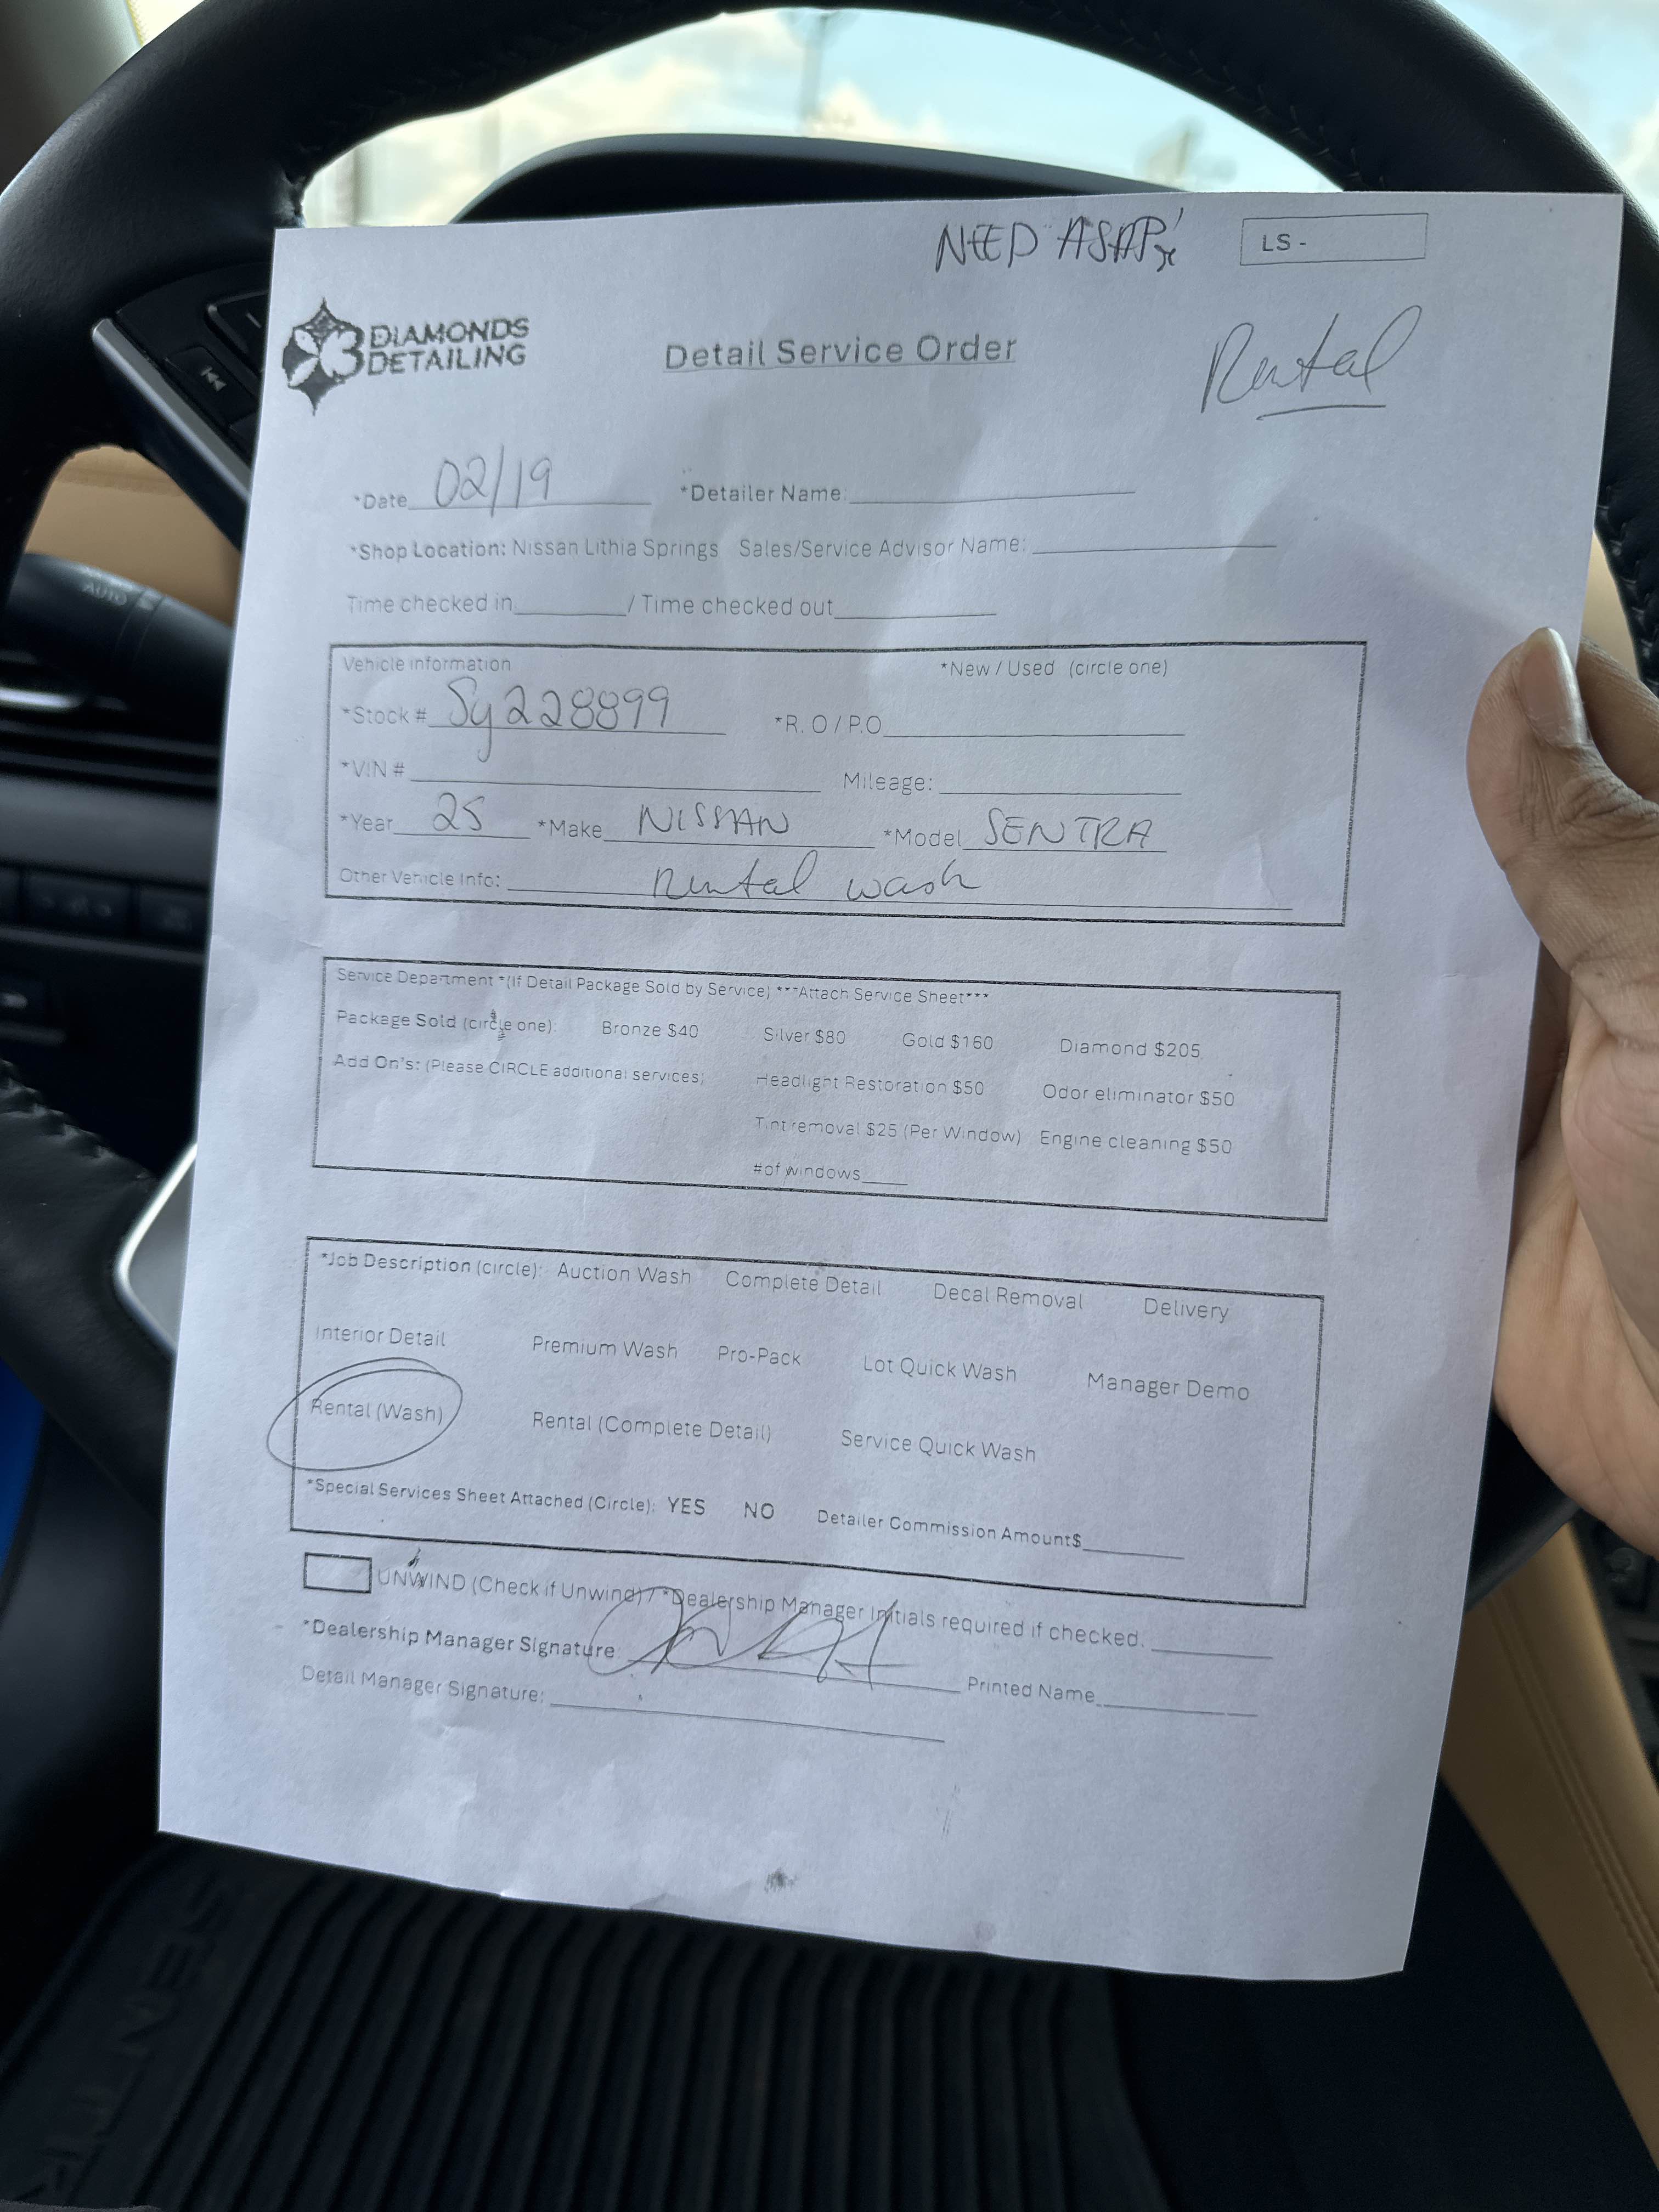 NEED ASAP!
LS -
DIAMONDS
DETAILING
Detail Service Order
Rental
*Date 02/19 *Detailer Name:
*Shop Location: Nissan Lithia Springs Sales/Service Advisor Name:
Time checked in / Time checked out
Vehicle Information *New / Used (circle one)
*Stock # Sy228899 *R. O / P.O
*VIN # Mileage:
*Year 25 *Make NISSAN *Model SENTRA
Other Vehicle Info: Rental wash
Service Department *(If Detail Package Sold by Service) ***Attach Service Sheet***
Package Sold (circle one): Bronze $40 Silver $80 Gold $160 Diamond $205
Add On's: (Please CIRCLE additional services) Headlight Restoration $50 Odor eliminator $50
Tint removal $25 (Per Window) Engine cleaning $50
# of windows
*Job Description (circle): Auction Wash Complete Detail Decal Removal Delivery
Interior Detail Premium Wash Pro-Pack Lot Quick Wash Manager Demo
Rental (Wash) Rental (Complete Detail) Service Quick Wash
*Special Services Sheet Attached (Circle): YES NO Detailer Commission Amount$
UNWIND (Check if Unwind) / *Dealership Manager Initials required if checked.
*Dealership Manager Signature
Printed Name
Detail Manager Signature:
AUTO
SENTRA